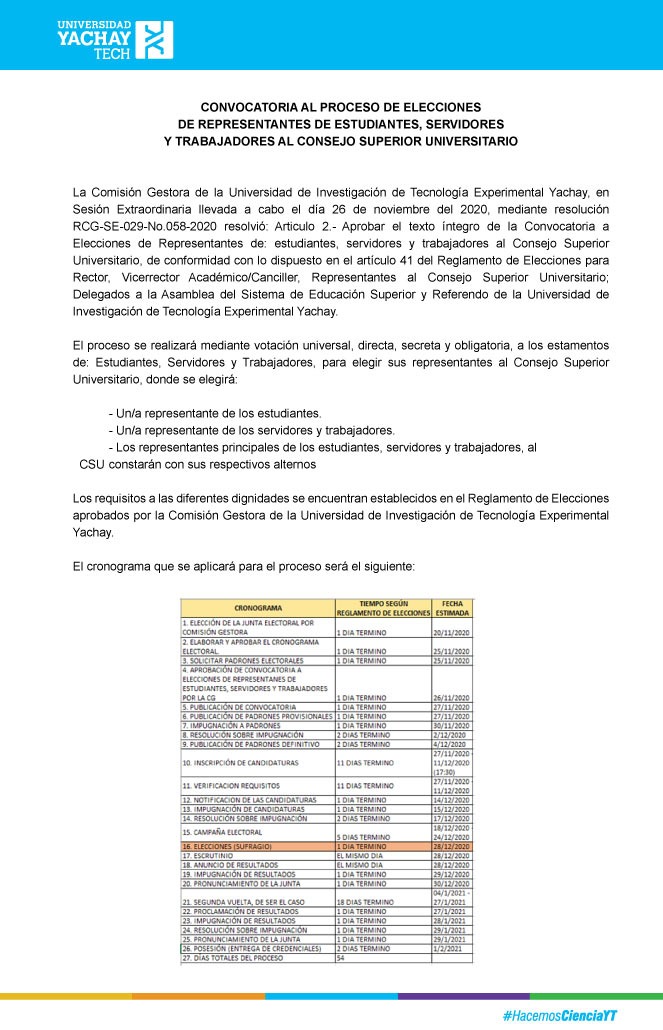 UNIVERSIDAD
YACHAY
TECH
CONVOCATORIA AL PROCESO DE ELECCIONES
DE REPRESENTANTES DE ESTUDIANTES, SERVIDORES
Y TRABAJADORES AL CONSEJO SUPERIOR UNIVERSITARIO
La Comisión Gestora de la Universidad de Investigación de Tecnología Experimental Yachay, en
Sesión Extraordinaria llevada a cabo el día 26 de noviembre del 2020, mediante resolución
RCG-SE-029-No.058-2020 resolvió: Articulo 2.- Aprobar el texto íntegro de la Convocatoria a
Elecciones de Representantes de: estudiantes, servidores y trabajadores al Consejo Superior
Universitario, de conformidad con lo dispuesto en el artículo 41 del Reglamento de Elecciones para
Rector, Vicerrector Académico/Canciller, Representantes al Consejo Superior Universitario;
Delegados a la Asamblea del Sistema de Educación Superior y Referendo de la Universidad de
Investigación de Tecnología Experimental Yachay.
El proceso se realizará mediante votación universal, directa, secreta y obligatoria, a los estamentos
de: Estudiantes, Servidores y Trabajadores, para elegir sus representantes al Consejo Superior
Universitario, donde se elegirá:
- Un/a representante de los estudiantes.
- Un/a representante de los servidores y trabajadores.
- Los representantes principales de los estudiantes, servidores y trabajadores, al
CSU constarán con sus respectivos alternos
Los requisitos a las diferentes dignidades se encuentran establecidos en el Reglamento de Elecciones
aprobados por la Comisión Gestora de la Universidad de Investigación de Tecnología Experimental
Yachay.
El cronograma que se aplicará para el proceso será el siguiente:
CRONOGRAMA TIEMPO SEGÚN REGLAMENTO DE ELECCIONES FECHA ESTIMADA
1. ELECCIÓN DE LA JUNTA ELECTORAL POR
COMISIÓN GESTORA 1 DIA TERMINO 20/11/2020
2. ELABORAR Y APROBAR EL CRONOGRAMA
ELECTORAL. 1 DIA TERMINO 25/11/2020
3. SOLICITAR PADRONES ELECTORALES 1 DIA TERMINO 25/11/2020
4. APROBACIÓN DE CONVOCATORIA A
ELECCIONES DE REPRESENTANES DE
ESTUDIANTES, SERVIDORES Y TRABAJADORES
POR LA CG 1 DIA TERMINO 26/11/2020
5. PUBLICACIÓN DE CONVOCATORIA 1 DIA TERMINO 27/11/2020
6. PUBLICACIÓN DE PADRONES PROVISIONALES 1 DIA TERMINO 27/11/2020
7. IMPUGNACIÓN A PADRONES 1 DIA TERMINO 30/11/2020
8. RESOLUCIÓN SOBRE IMPUGNACIÓN 2 DIAS TERMINO 2/12/2020
9. PUBLICACIÓN DE PADRONES DEFINITIVO 2 DIAS TERMINO 4/12/2020
10. INSCRIPCIÓN DE CANDIDATURAS 11 DIAS TERMINO 27/11/2020 - 11/12/2020 (17:30)
11. VERIFICACION REQUISITOS 11 DIAS TERMINO 27/11/2020 - 11/12/2020
12. NOTIFICACION DE LAS CANDIDATURAS 1 DIA TERMINO 14/12/2020
13. IMPUGNACIÓN DE CANDIDATURAS 1 DIA TERMINO 15/12/2020
14. RESOLUCIÓN SOBRE IMPUGNACIÓN 2 DIAS TERMINO 17/12/2020
15. CAMPAÑA ELECTORAL 5 DIAS TERMINO 18/12/2020 - 24/12/2020
16. ELECCIONES (SUFRAGIO) 1 DIA TERMINO 28/12/2020
17. ESCRUTINIO EL MISMO DIA 28/12/2020
18. ANUNCIO DE RESULTADOS EL MISMO DIA 28/12/2020
19. IMPUGNACIÓN DE RESULTADOS 1 DIA TERMINO 29/12/2020
20. PRONUNCIAMIENTO DE LA JUNTA 1 DIA TERMINO 30/12/2020
21. SEGUNDA VUELTA, DE SER EL CASO 18 DIAS TERMINO 04/1/2021 - 27/1/2021
22. PROCLAMACIÓN DE RESULTADOS 1 DIA TERMINO 27/1/2021
23. IMPUGNACIÓN DE RESULTADOS 1 DIA TERMINO 28/1/2021
24. RESOLUCIÓN SOBRE IMPUGNACIÓN 1 DIA TERMINO 29/1/2021
25. PRONUNCIAMIENTO DE LA JUNTA 1 DIA TERMINO 29/1/2021
26. POSESIÓN (ENTREGA DE CREDENCIALES) 2 DIAS TERMINO 1/2/2021
27. DÍAS TOTALES DEL PROCESO 54
#HacemosCienciaYT